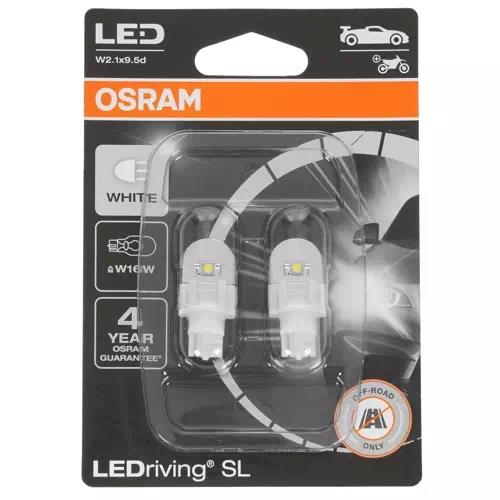 LED
W2.1x9.5d
OSRAM
WHITE
≙W16W
4
YEAR
OSRAM
GUARANTEE*
OFF-ROAD
ONLY
LEDriving® SL